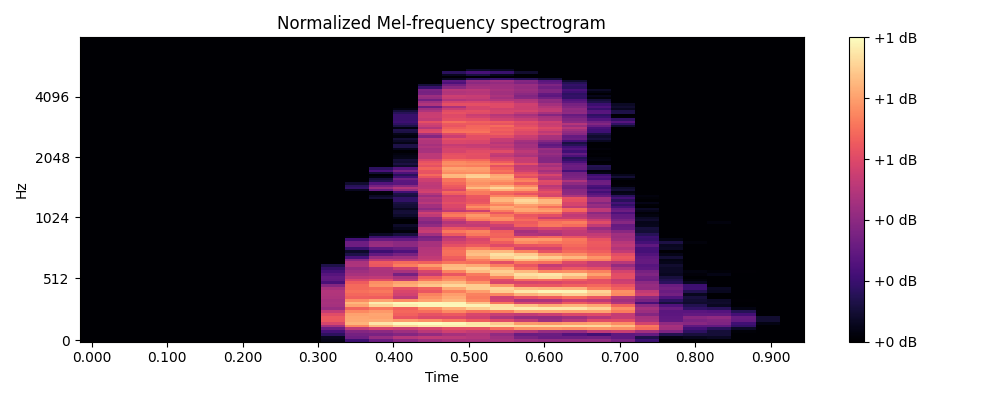 Normalized Mel-frequency spectrogram
Hz
4096
2048
1024
512
0
0.000 0.100 0.200 0.300 0.400 0.500 0.600 0.700 0.800 0.900
Time
+1 dB
+1 dB
+1 dB
+0 dB
+0 dB
+0 dB